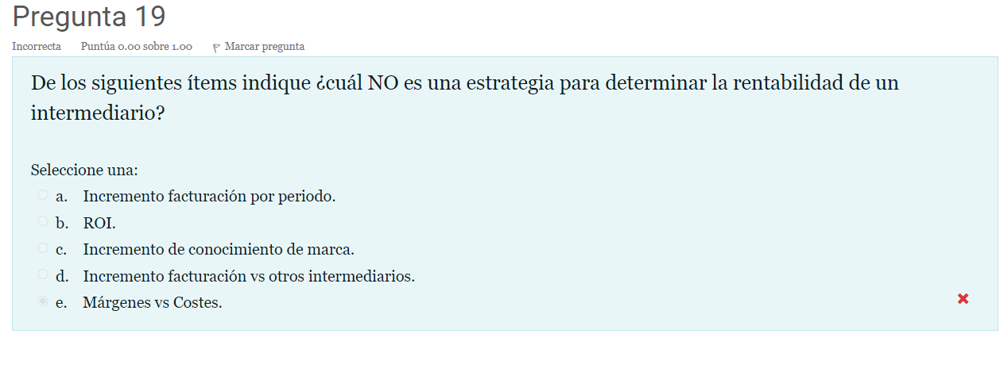 Pregunta 19
Incorrecta Puntúa 0.00 sobre 1.00 Marcar pregunta
De los siguientes ítems indique ¿cuál NO es una estrategia para determinar la rentabilidad de un
intermediario?
Seleccione una:
a. Incremento facturación por periodo.
b. ROI.
c. Incremento de conocimiento de marca.
d. Incremento facturación vs otros intermediarios.
e. Márgenes vs Costes.